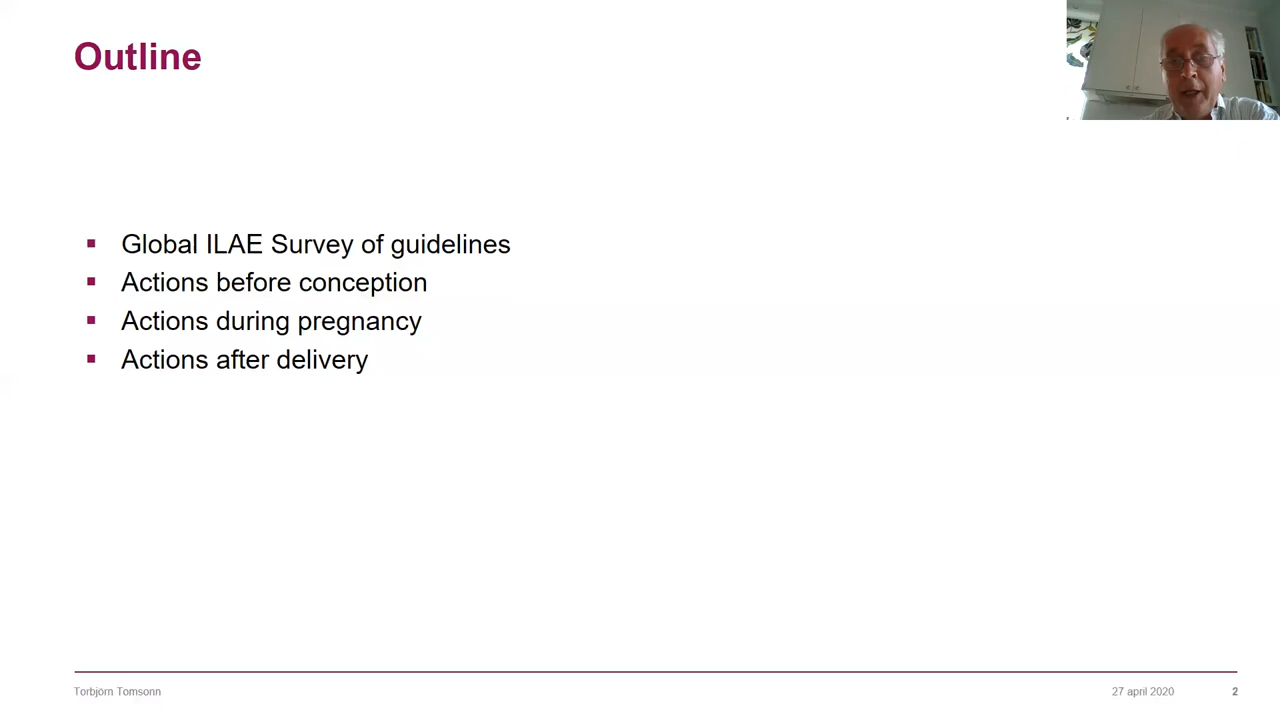 Outline
Global ILAE Survey of guidelines
Actions before conception
Actions during pregnancy
Actions after delivery
Torbjörn Tomsonn
27 april 2020
2